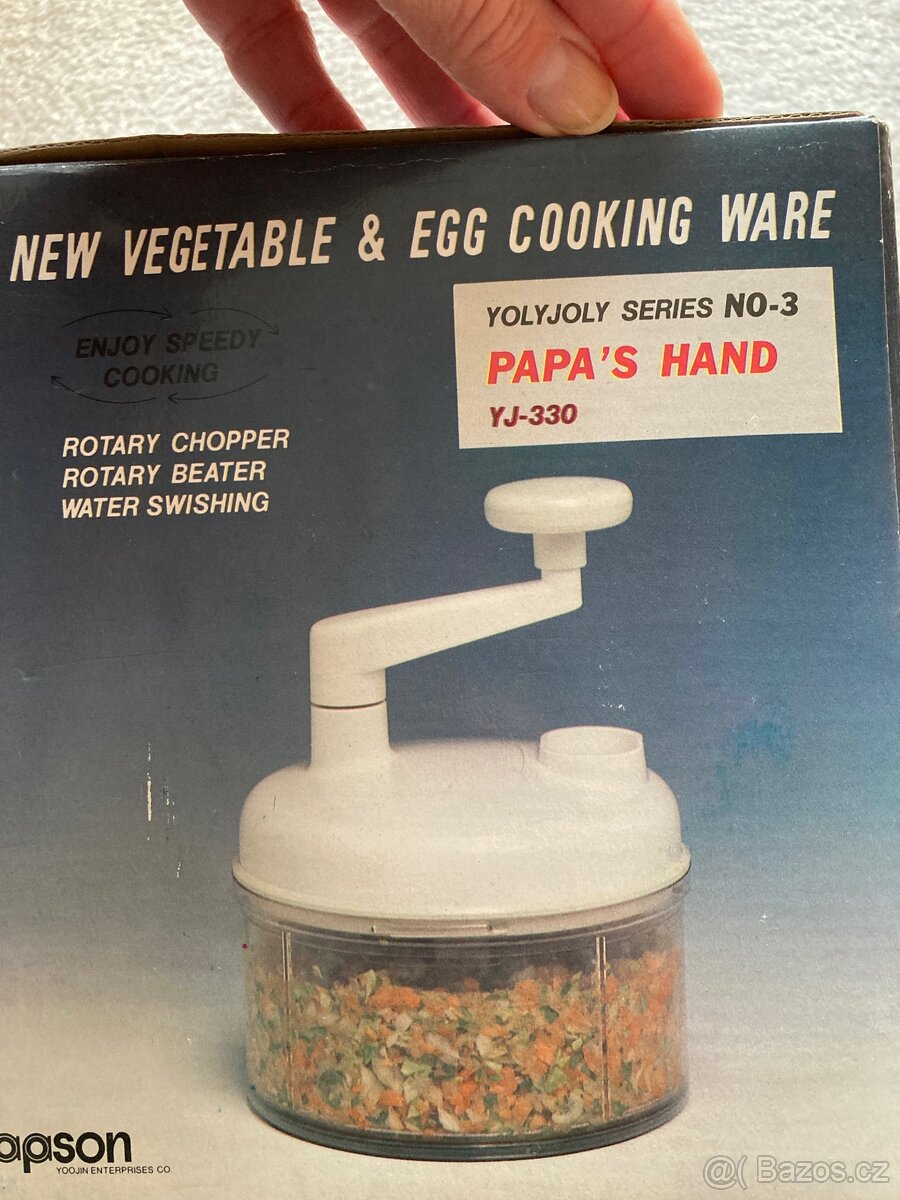 NEW VEGETABLE & EGG COOKING WARE
YOLYJOLY SERIES NO-3
PAPA'S HAND
YJ-330
ENJOY SPEEDY
COOKING
ROTARY CHOPPER
ROTARY BEATER
WATER SWISHING
apson
YOOJIN ENTERPRISES CO.
@( Bazos.cz